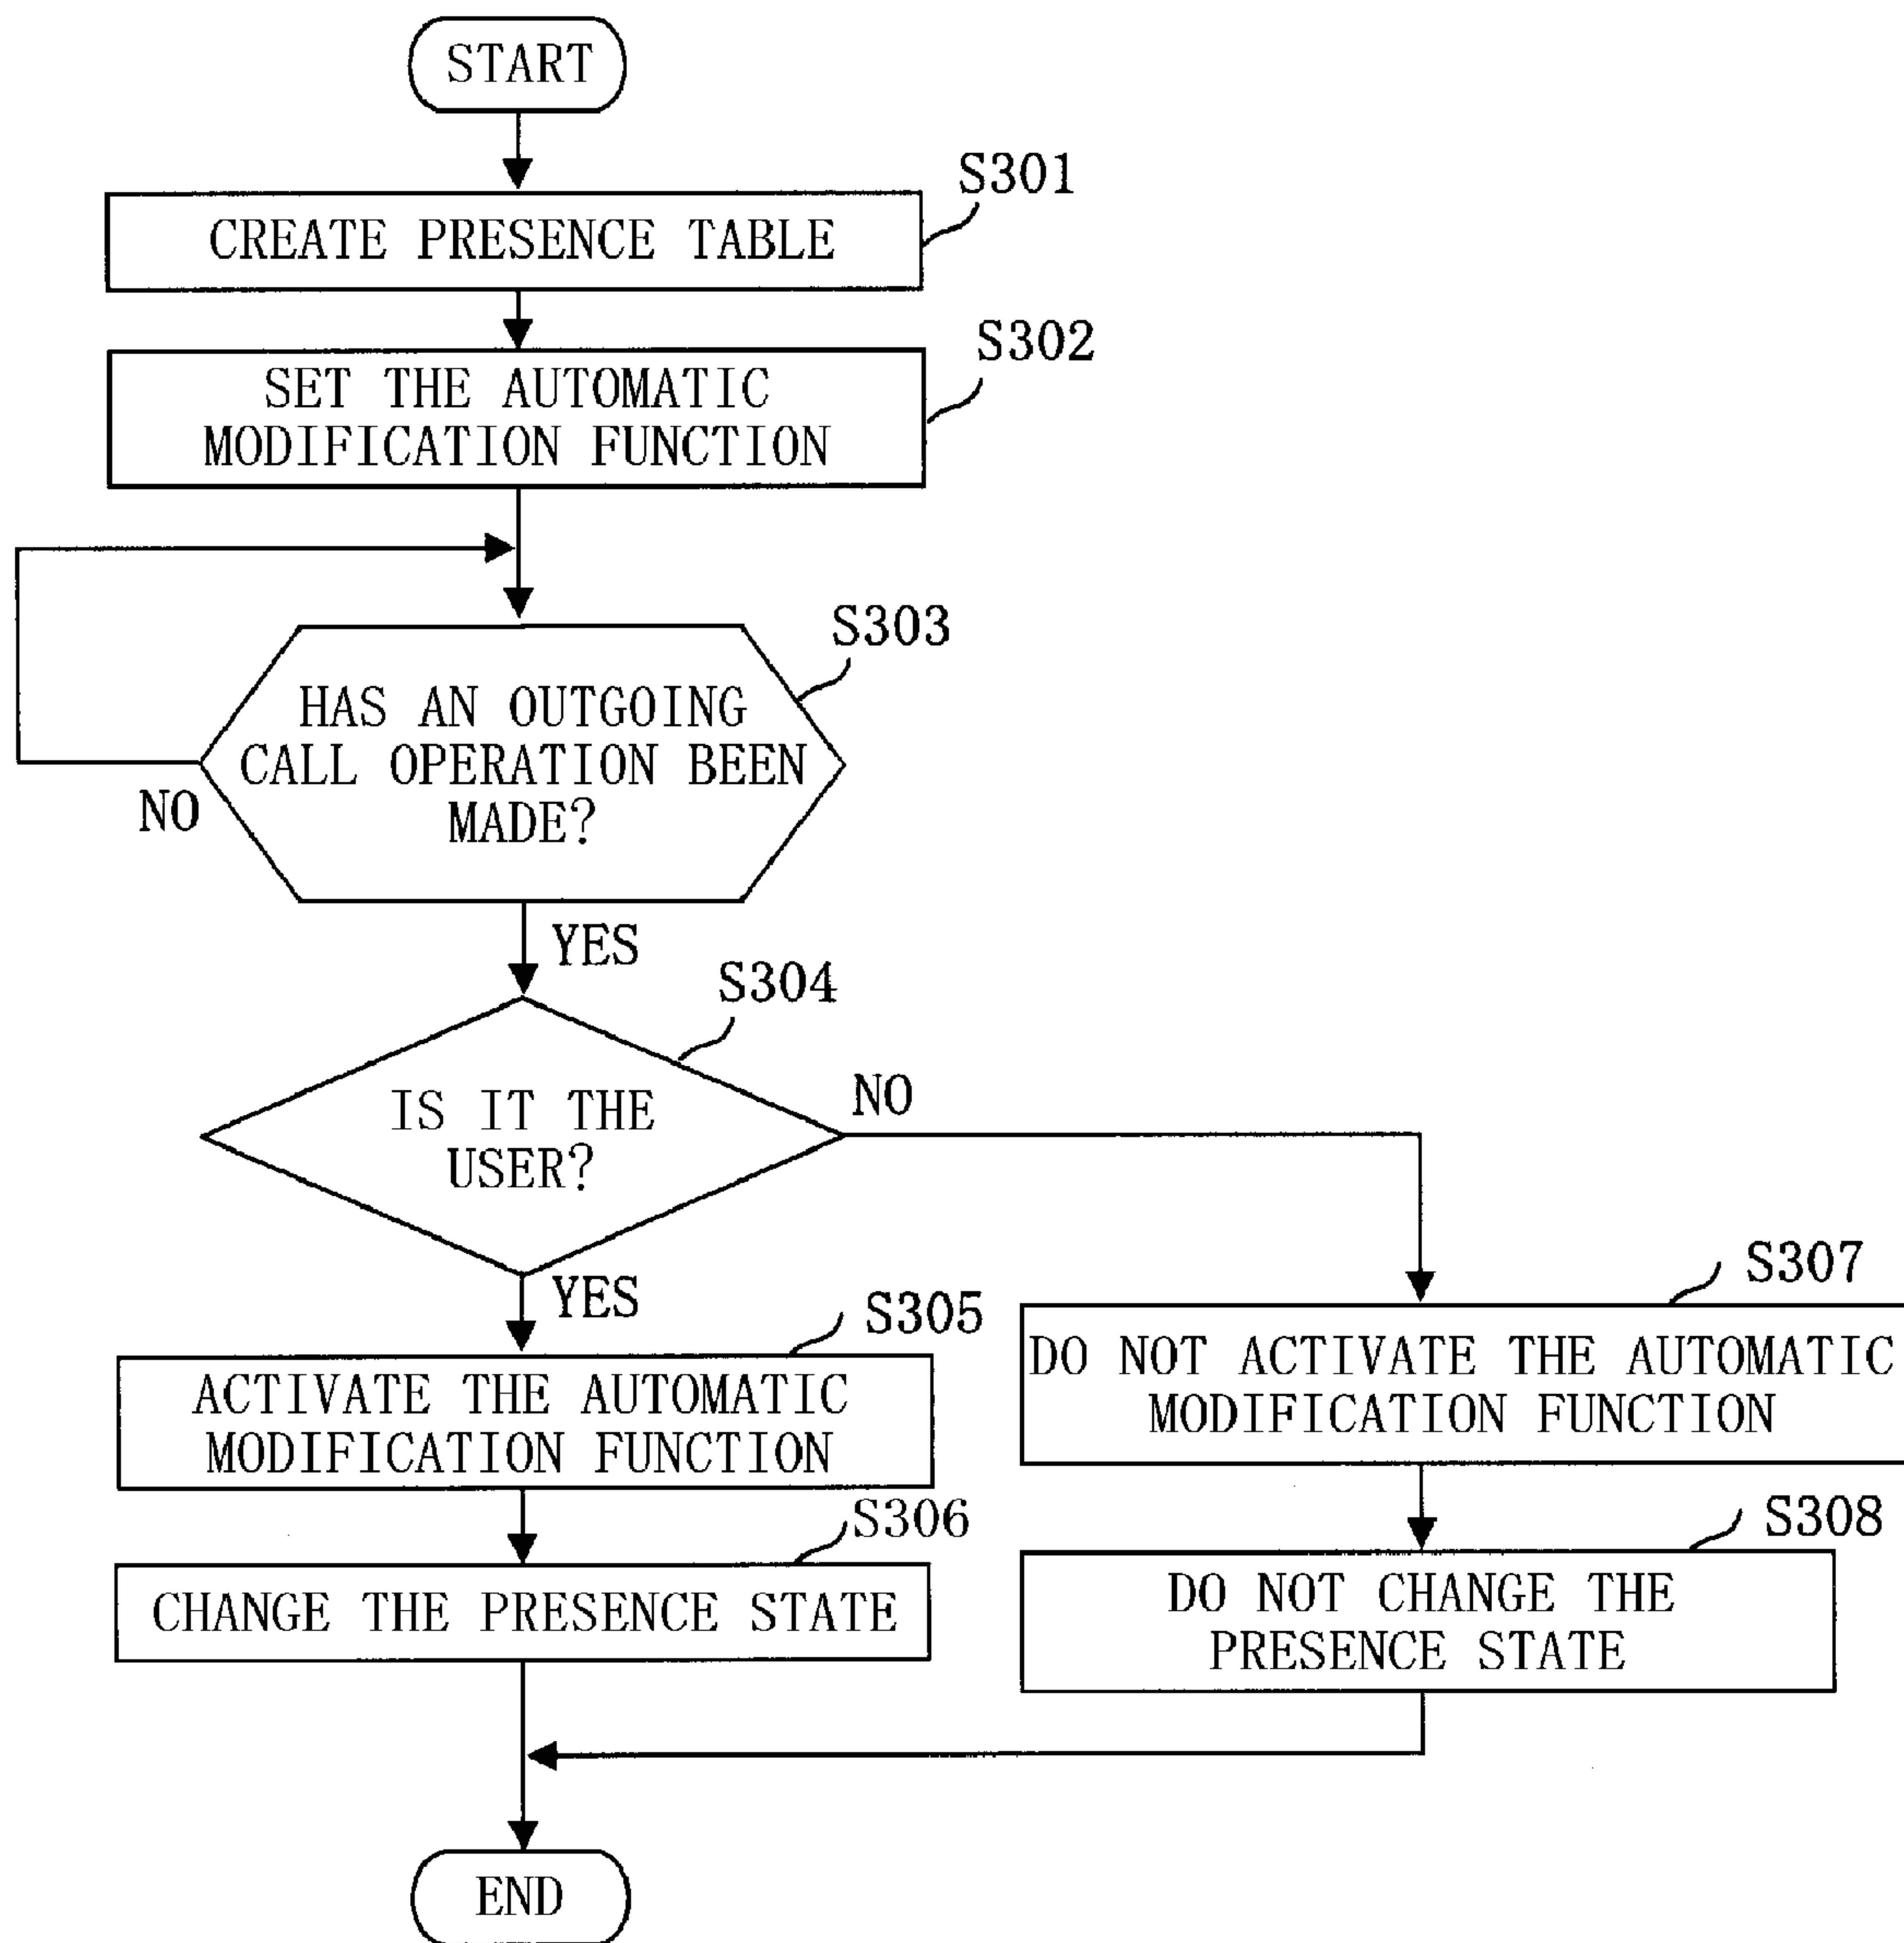 START
S301
CREATE PRESENCE TABLE
S302
SET THE AUTOMATIC
MODIFICATION FUNCTION
S303
HAS AN OUTGOING
CALL OPERATION BEEN
MADE?
NO
YES
S304
IS IT THE
USER?
NO
YES
S305
ACTIVATE THE AUTOMATIC
MODIFICATION FUNCTION
S306
CHANGE THE PRESENCE STATE
S307
DO NOT ACTIVATE THE AUTOMATIC
MODIFICATION FUNCTION
S308
DO NOT CHANGE THE
PRESENCE STATE
END